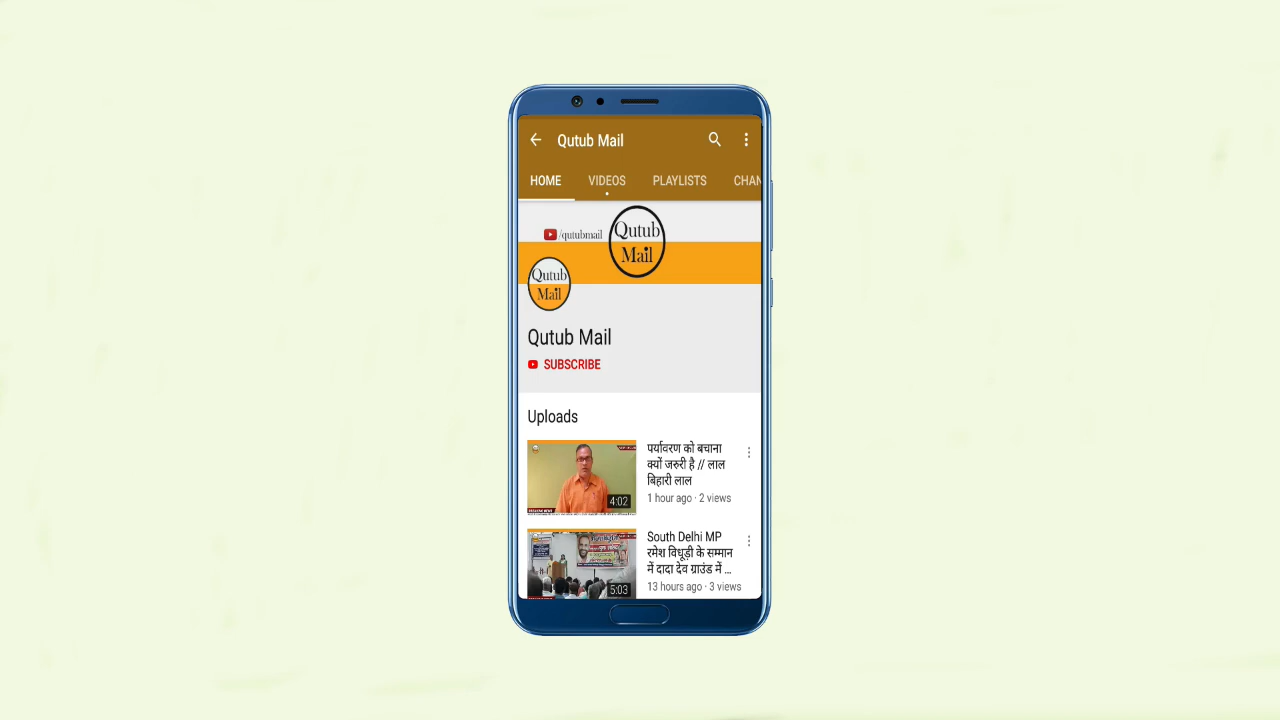 Qutub Mail
HOME VIDEOS PLAYLISTS CHAN
/qutubmail
Qutub
Mail
Qutub
Mail
Qutub Mail
SUBSCRIBE
Uploads
पर्यावरण को बचाना
क्यों जरुरी है // लाल
बिहारी लाल
1 hour ago · 2 views
4:02
South Delhi MP
रमेश विधूड़ी के सम्मान
में दादा देव ग्राउंड में ...
13 hours ago · 3 views
5:03